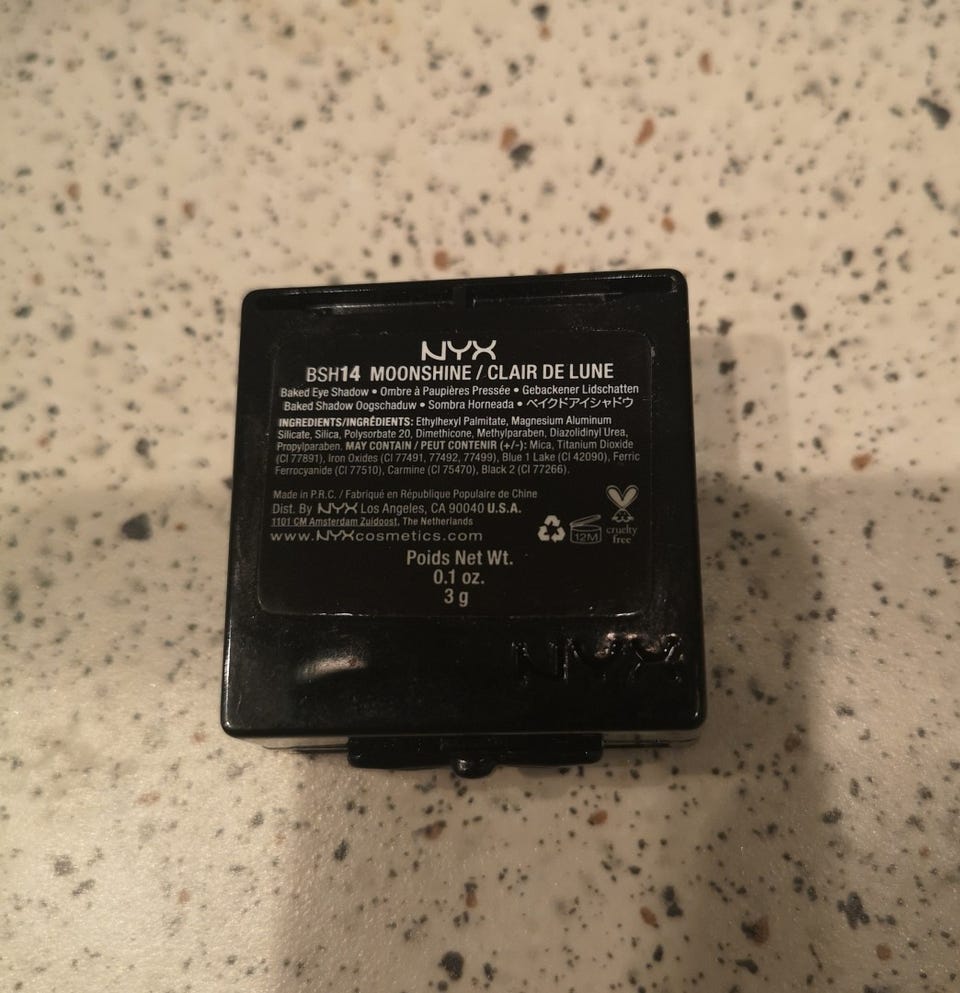 NYX
BSH14 MOONSHINE / CLAIR DE LUNE
Baked Eye Shadow • Ombre à Paupières Pressée • Gebackener Lidschatten
Baked Shadow Oogschaduw • Sombra Horneada • ベイクドアイシャドウ
INGREDIENTS/INGRÉDIENTS: Ethylhexyl Palmitate, Magnesium Aluminum
Silicate, Silica, Polysorbate 20, Dimethicone, Methylparaben, Diazolidinyl Urea,
Propylparaben. MAY CONTAIN / PEUT CONTENIR (+/-): Mica, Titanium Dioxide
(CI 77891), Iron Oxides (CI 77491, 77492, 77499), Blue 1 Lake (CI 42090), Ferric
Ferrocyanide (CI 77510), Carmine (CI 75470), Black 2 (CI 77266).
Made in P.R.C. / Fabriqué en République Populaire de Chine
Dist. By NYX Los Angeles, CA 90040 U.S.A.
1101 CM Amsterdam Zuidoost, The Netherlands
www.NYXcosmetics.com
12M
cruelty
free
Poids Net Wt.
0.1 oz.
3 g
NYX